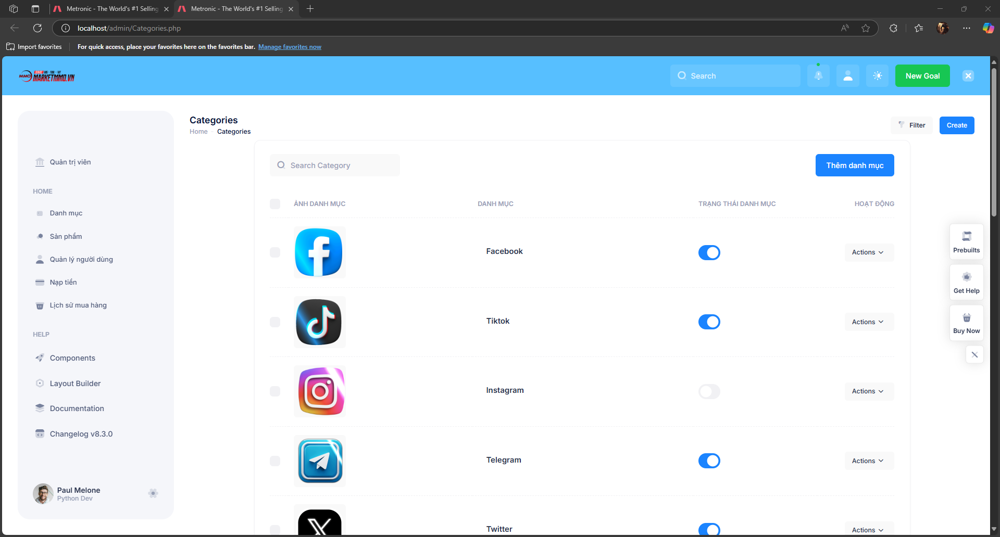 Metronic - The World's #1 Selling
Metronic - The World's #1 Selling
localhost/admin/Categories.php
Import favorites
For quick access, place your favorites here on the favorites bar. Manage favorites now
MMO MARKETMMO.VN
Search
New Goal
Categories
Home - Categories
Filter
Create
Quản trị viên
HOME
Danh mục
Sản phẩm
Quản lý người dùng
Nạp tiền
Lịch sử mua hàng
HELP
Components
Layout Builder
Documentation
Changelog v8.3.0
Paul Melone
Python Dev
Search Category
Thêm danh mục
ẢNH DANH MỤC
DANH MỤC
TRẠNG THÁI DANH MỤC
HOẠT ĐỘNG
Facebook
Actions
Tiktok
Actions
Instagram
Actions
Telegram
Actions
Twitter
Actions
Prebuilts
Get Help
Buy Now